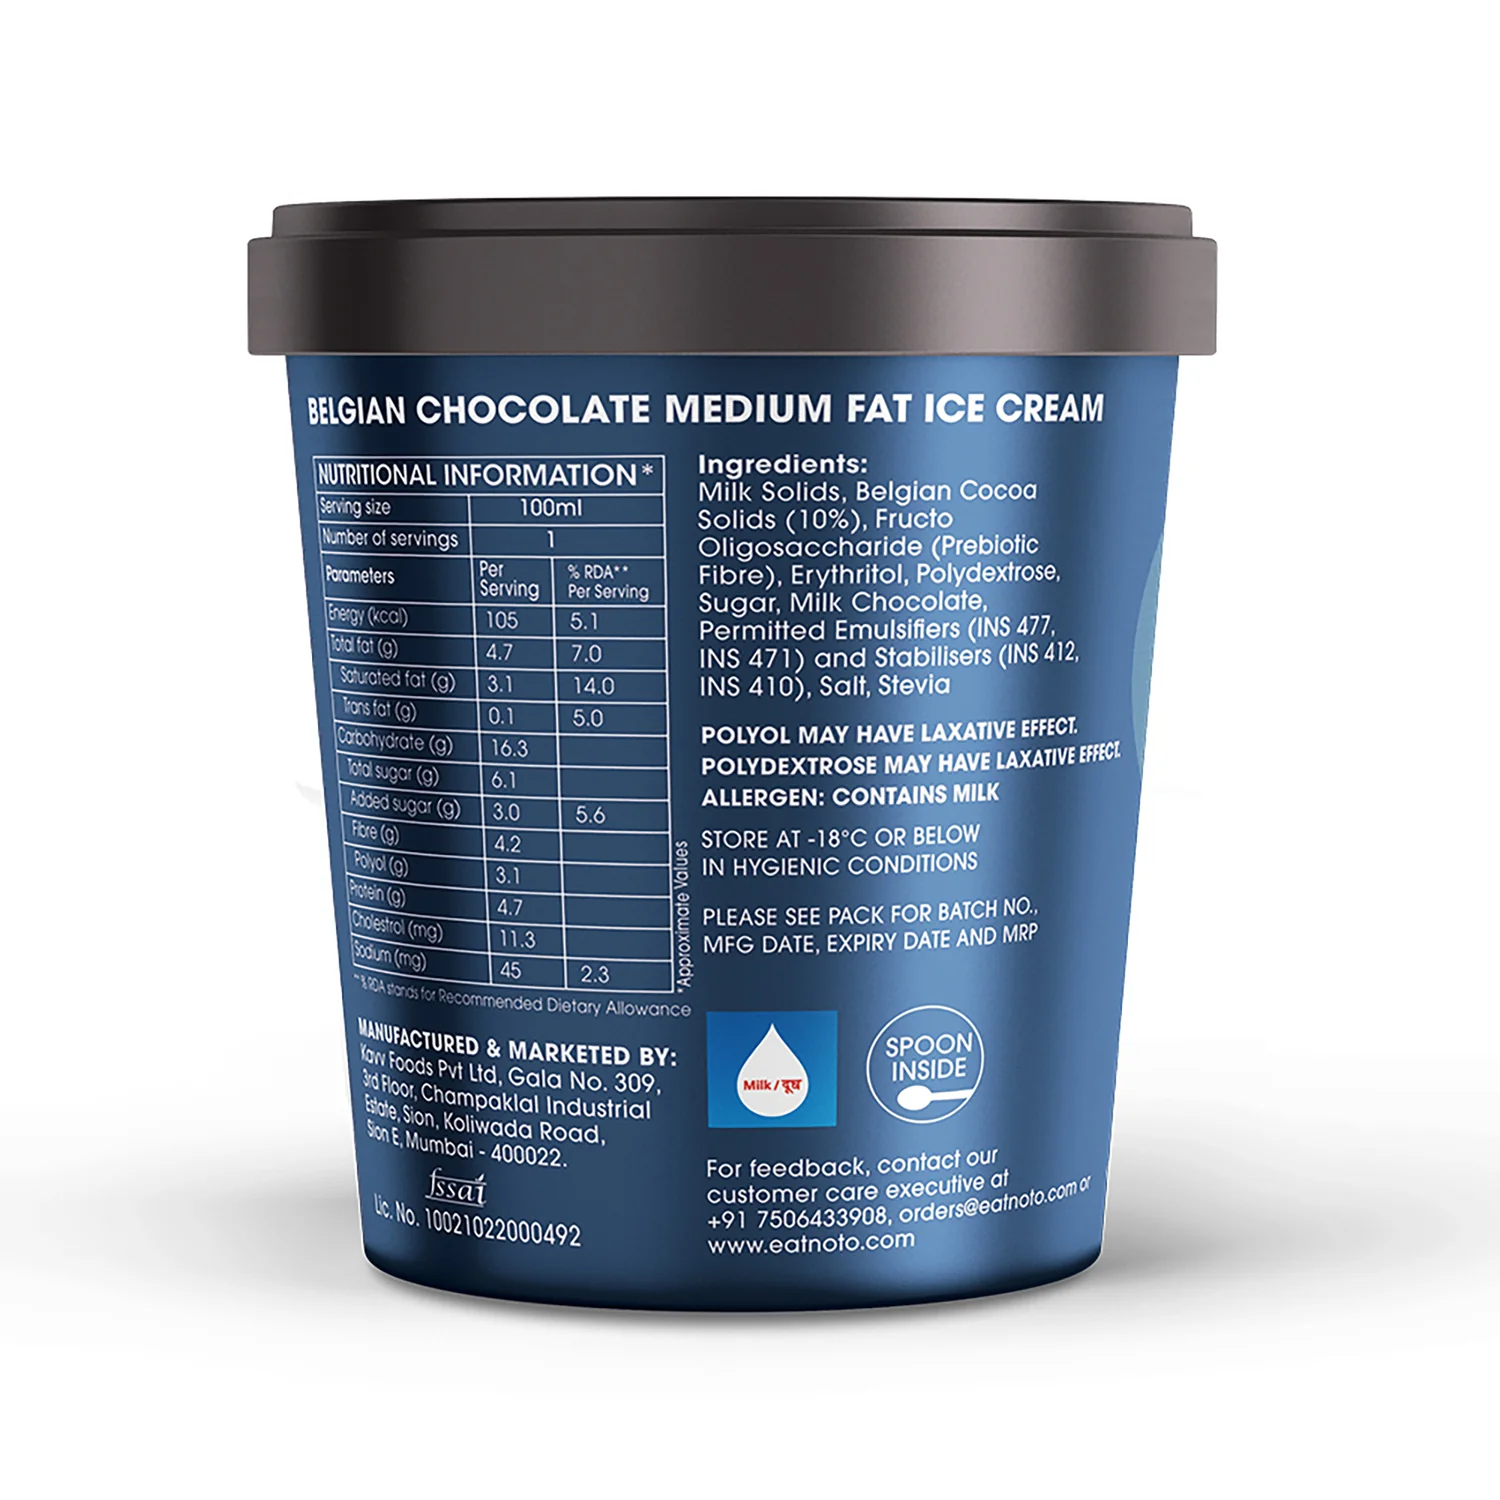 BELGIAN CHOCOLATE MEDIUM FAT ICE CREAM
NUTRITIONAL INFORMATION*
Serving size 100ml
Number of servings 1
Parameters Per Serving % RDA** Per Serving
Energy (kcal) 105 5.1
Total fat (g) 4.7 7.0
Saturated fat (g) 3.1 14.0
Trans fat (g) 0.1 5.0
Carbohydrate (g) 16.3
Total sugar (g) 6.1
Added sugar (g) 3.0 5.6
Fibre (g) 4.2
Polyol (g) 3.1
Protein (g) 4.7
Cholestrol (mg) 11.3
Sodium (mg) 45 2.3
*Approximate Values
**% RDA stands for Recommended Dietary Allowance
MANUFACTURED & MARKETED BY:
Kavv Foods Pvt Ltd, Gala No. 309,
3rd Floor, Champaklal Industrial
Estate, Sion, Koliwada Road,
Sion E, Mumbai - 400022.
fssai
Lic. No. 10021022000492
Ingredients:
Milk Solids, Belgian Cocoa
Solids (10%), Fructo
Oligosaccharide (Prebiotic
Fibre), Erythritol, Polydextrose,
Sugar, Milk Chocolate,
Permitted Emulsifiers (INS 477,
INS 471) and Stabilisers (INS 412,
INS 410), Salt, Stevia
POLYOL MAY HAVE LAXATIVE EFFECT.
POLYDEXTROSE MAY HAVE LAXATIVE EFFECT.
ALLERGEN: CONTAINS MILK
STORE AT -18°C OR BELOW
IN HYGIENIC CONDITIONS
PLEASE SEE PACK FOR BATCH NO.,
MFG DATE, EXPIRY DATE AND MRP
Milk / दूध
SPOON
INSIDE
For feedback, contact our
customer care executive at
+91 7506433908, orders@eatnoto.com or
www.eatnoto.com